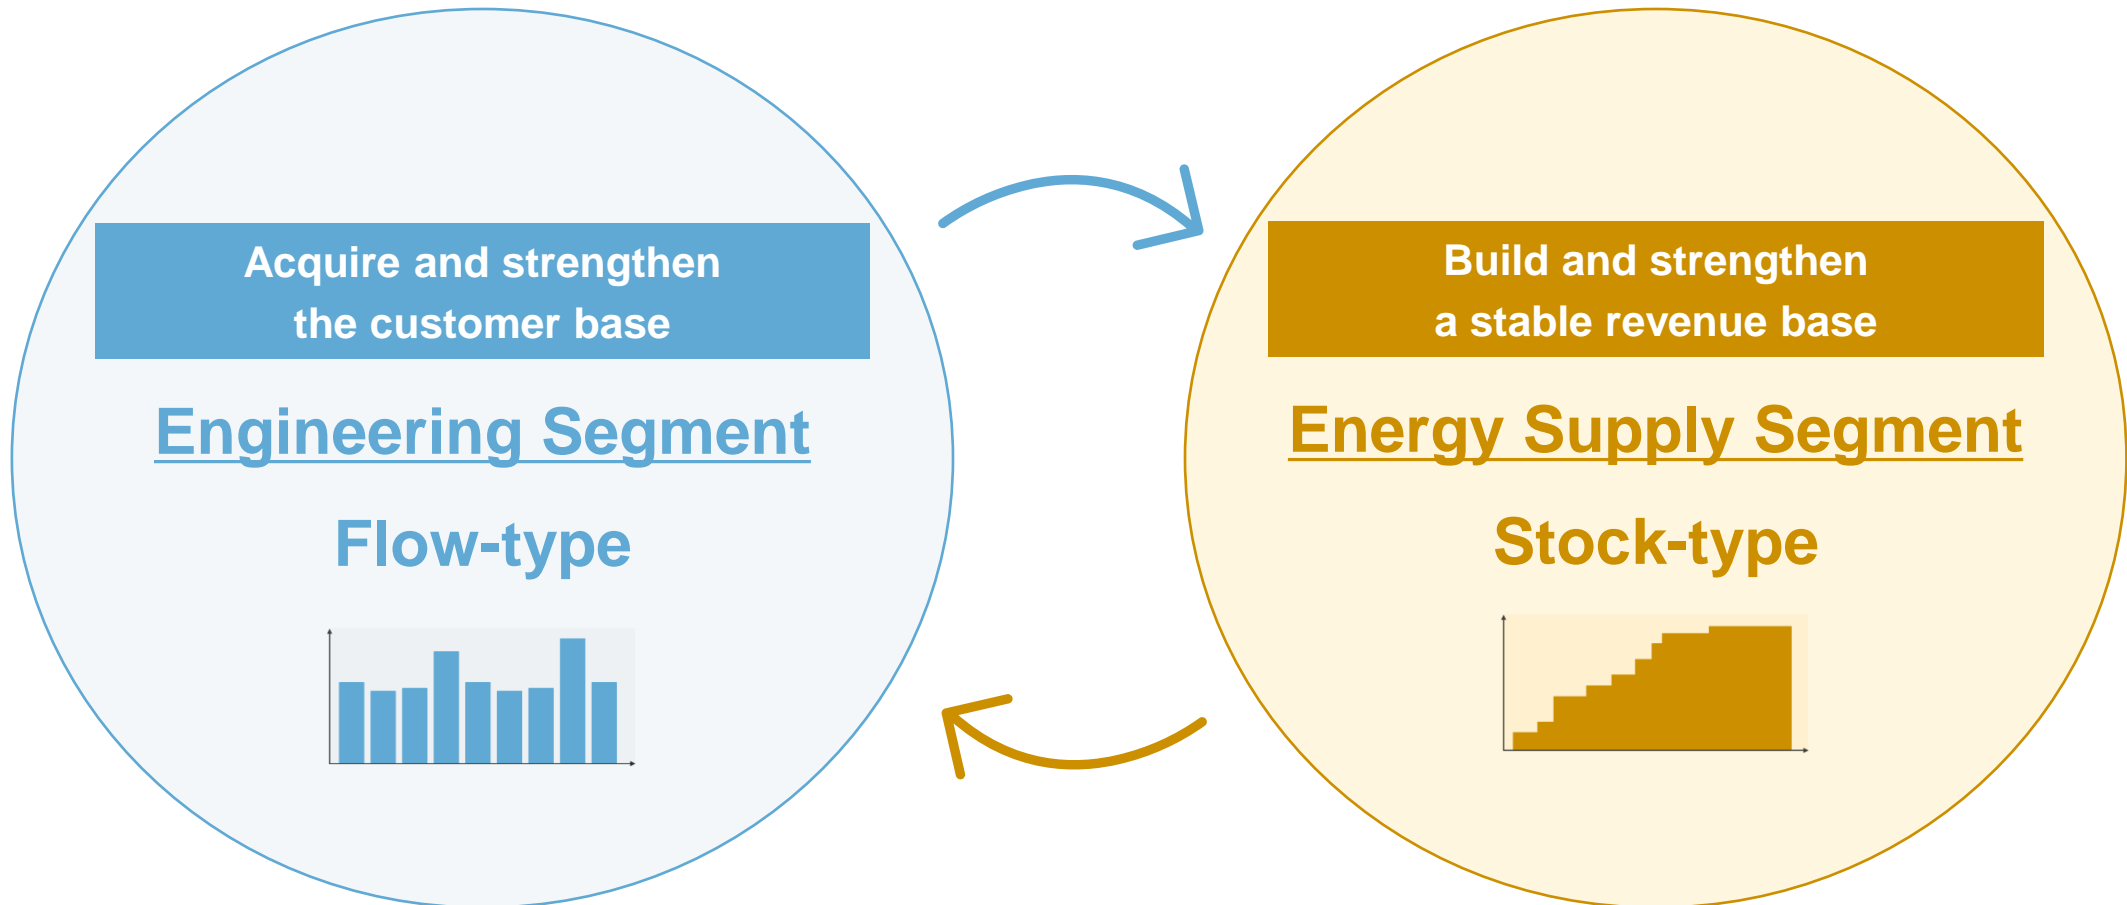 Acquire and strengthen
the customer base
Engineering Segment
Flow-type
Build and strengthen
a stable revenue base
Energy Supply Segment
Stock-type